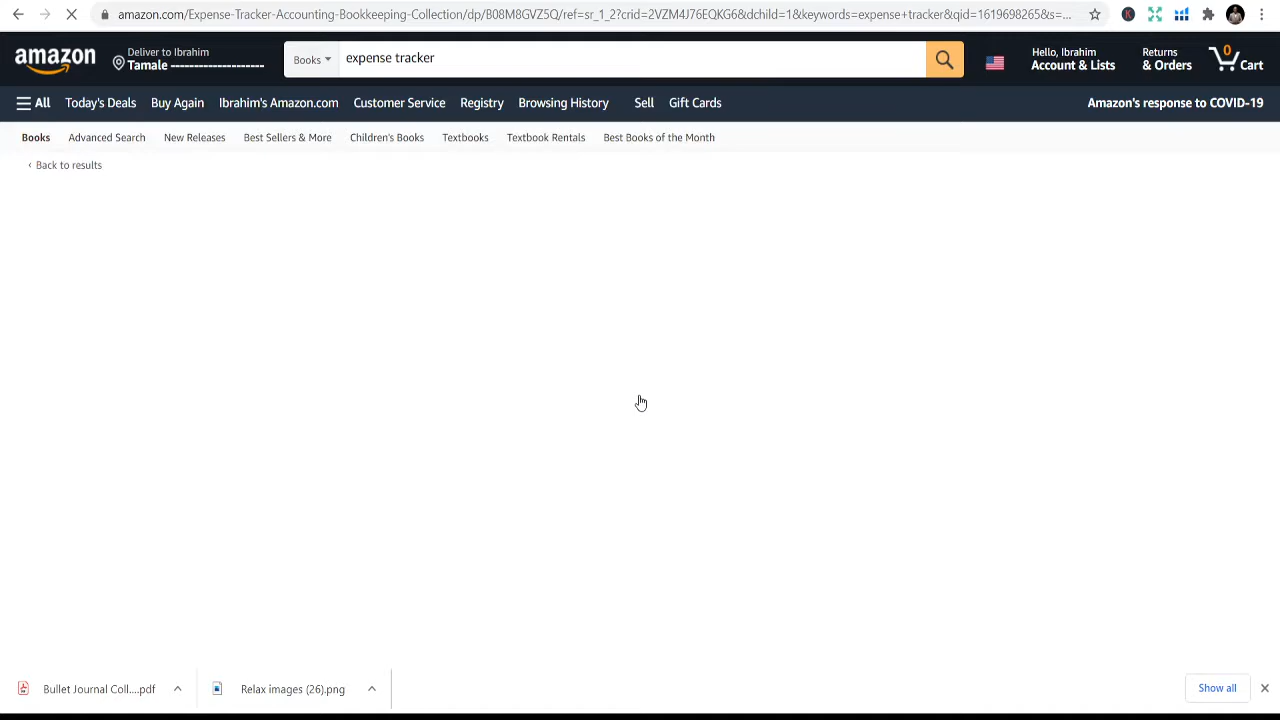 amazon.com/Expense-Tracker-Accounting-Bookkeeping-Collection/dp/B08M8GVZ5Q/ref=sr_1_2?crid=2VZM4J76EQKG6&dchild=1&keywords=expense+tracker&qid=1619698265&s=...
amazon
Deliver to Ibrahim
Tamale --------------------
Books
expense tracker
Hello, Ibrahim
Account & Lists
Returns
& Orders
0
Cart
All Today's Deals Buy Again Ibrahim's Amazon.com Customer Service Registry Browsing History Sell Gift Cards Amazon's response to COVID-19
Books Advanced Search New Releases Best Sellers & More Children's Books Textbooks Textbook Rentals Best Books of the Month
‹ Back to results
Bullet Journal Coll....pdf Relax images (26).png Show all